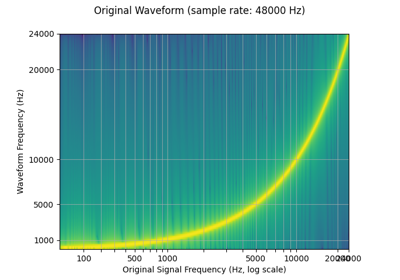 Original Waveform (sample rate: 48000 Hz)
24000
20000
10000
5000
1000
Waveform Frequency (Hz)
100 500 1000 5000 10000 20000 24000
Original Signal Frequency (Hz, log scale)